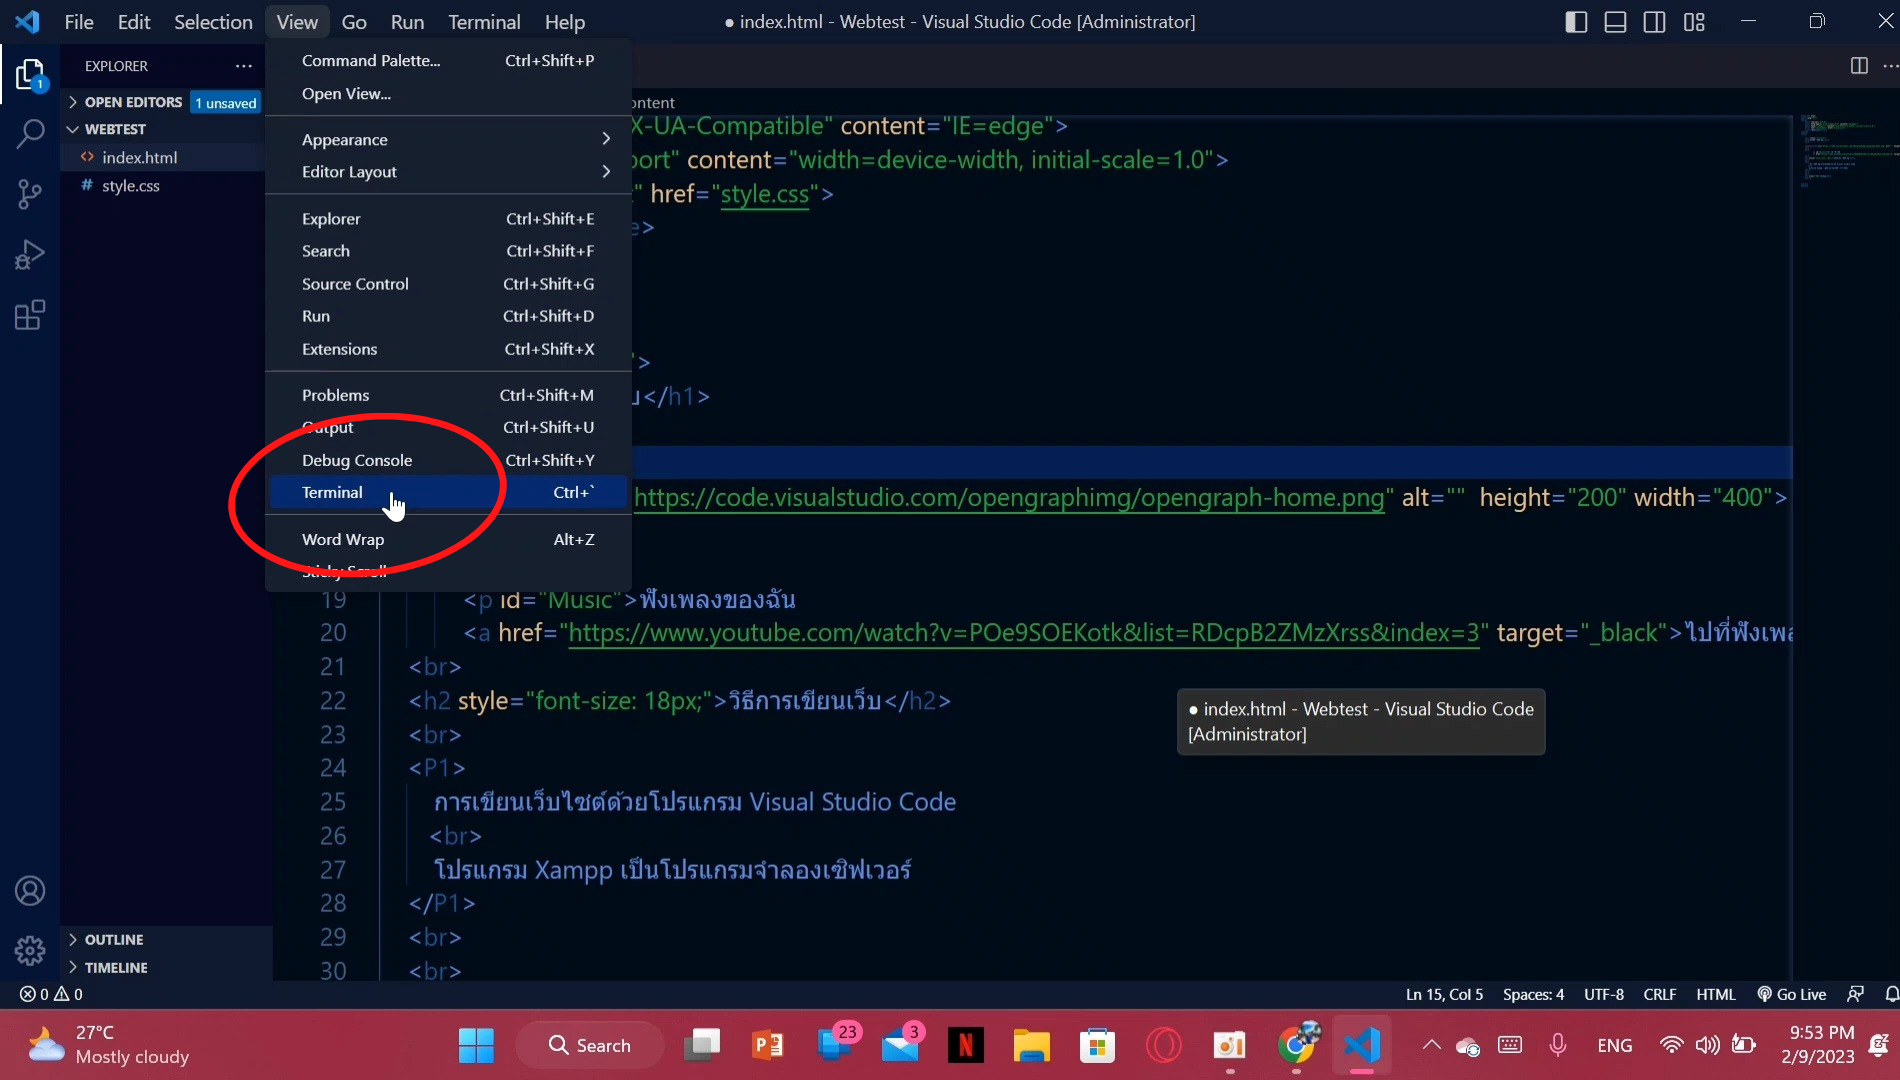 File Edit Selection View Go Run Terminal Help
● index.html - Webtest - Visual Studio Code [Administrator]
EXPLORER
OPEN EDITORS 1 unsaved
WEBTEST
index.html
style.css
OUTLINE
TIMELINE
1
Command Palette... Ctrl+Shift+P
Open View...
Appearance
Editor Layout
Explorer Ctrl+Shift+E
Search Ctrl+Shift+F
Source Control Ctrl+Shift+G
Run Ctrl+Shift+D
Extensions Ctrl+Shift+X
Problems Ctrl+Shift+M
Output Ctrl+Shift+U
Debug Console Ctrl+Shift+Y
Terminal Ctrl+`
Word Wrap Alt+Z
Sticky Scroll
ontent
X-UA-Compatible" content="IE=edge">
port" content="width=device-width, initial-scale=1.0">
" href="style.css">
e>
">
</h1>
https://code.visualstudio.com/opengraphimg/opengraph-home.png" alt="" height="200" width="400">
19 <p id="Music">ฟังเพลงของฉัน
20 <a href="https://www.youtube.com/watch?v=POe9SOEKotk&list=RDcpB2ZMzXrss&index=3" target="_black">ไปที่ฟังเพล
21 <br>
22 <h2 style="font-size: 18px;">วิธีการเขียนเว็บ</h2>
23 <br>
24 <P1>
25 การเขียนเว็บไซต์ด้วยโปรแกรม Visual Studio Code
26 <br>
27 โปรแกรม Xampp เป็นโปรแกรมจำลองเซิฟเวอร์
28 </P1>
29 <br>
30 <br>
● index.html - Webtest - Visual Studio Code
[Administrator]
0 0
Ln 15, Col 5 Spaces: 4 UTF-8 CRLF HTML Go Live
27°C
Mostly cloudy
Search
23
3
ENG
9:53 PM
2/9/2023